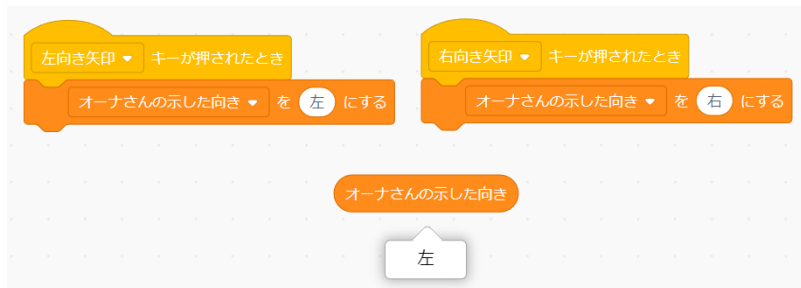 左向き矢印 キーが押されたとき
オーナさんの示した向き を 左 にする
右向き矢印 キーが押されたとき
オーナさんの示した向き を 右 にする
オーナさんの示した向き
左